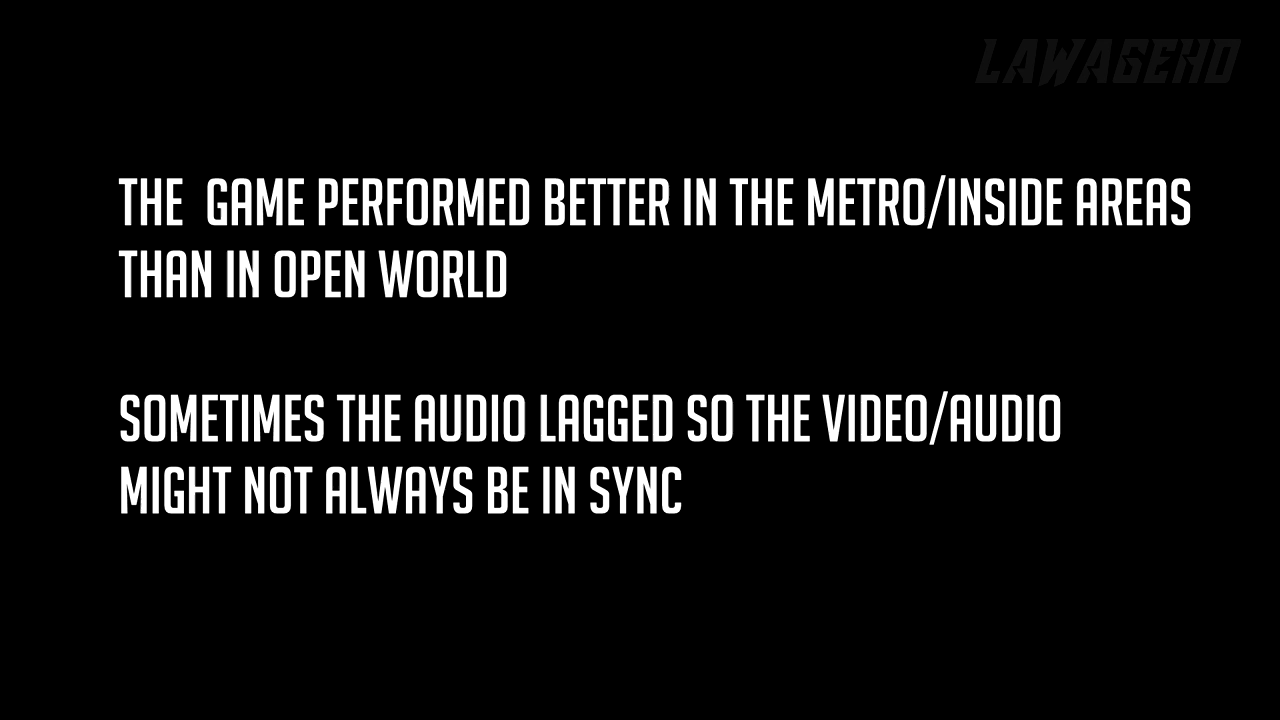 LAWAGEHD
THE  GAME PERFORMED BETTER IN THE METRO/INSIDE AREAS
THAN IN OPEN WORLD
SOMETIMES THE AUDIO LAGGED SO THE VIDEO/AUDIO
MIGHT NOT ALWAYS BE IN SYNC